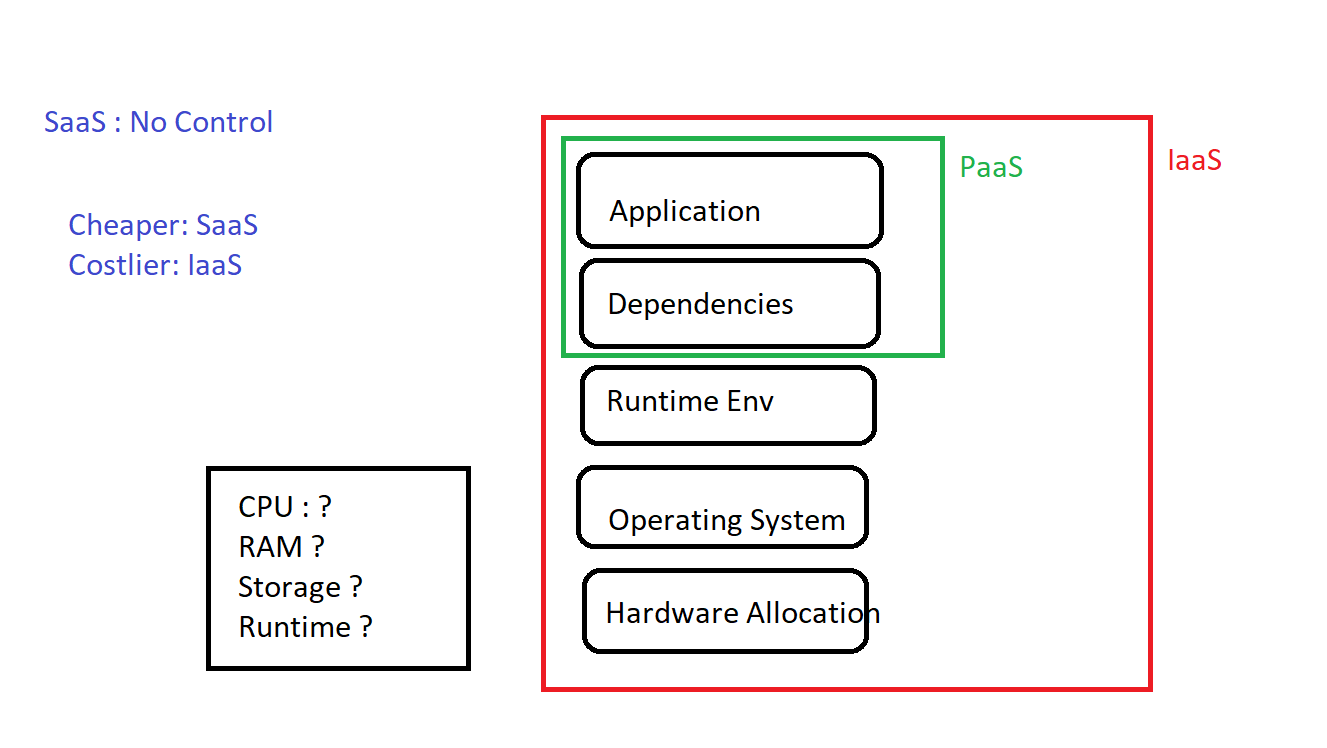 SaaS : No Control
Cheaper: SaaS
Costlier: IaaS
CPU : ?
RAM ?
Storage ?
Runtime ?
Application
Dependencies
Runtime Env
Operating System
Hardware Allocation
PaaS
IaaS